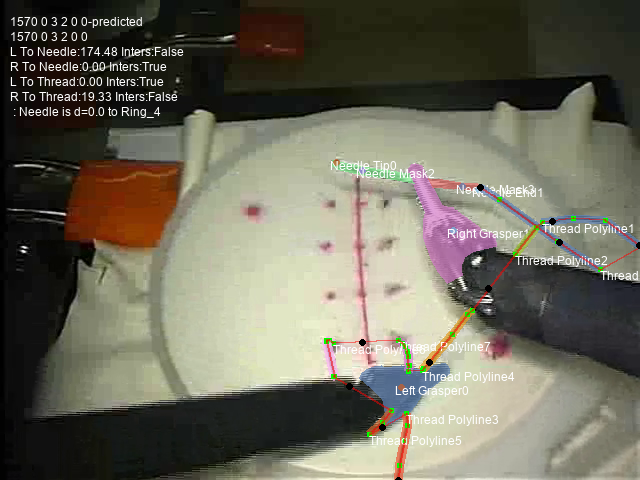 1570 0 3 2 0 0-predicted
1570 0 3 2 0 0
L To Needle:174.48 Inters:False
R To Needle:0.00 Inters:True
L To Thread:0.00 Inters:True
R To Thread:19.33 Inters:False
: Needle is d=0.0 to Ring_4
Needle Tip0
Needle Mask2
Needle Mask3
End1
Thread Polyline1
Right Grasper1
Thread Polyline2
Thread
Thread Poly
Thread Polyline7
Thread Polyline4
Left Grasper0
Thread Polyline3
Thread Polyline5